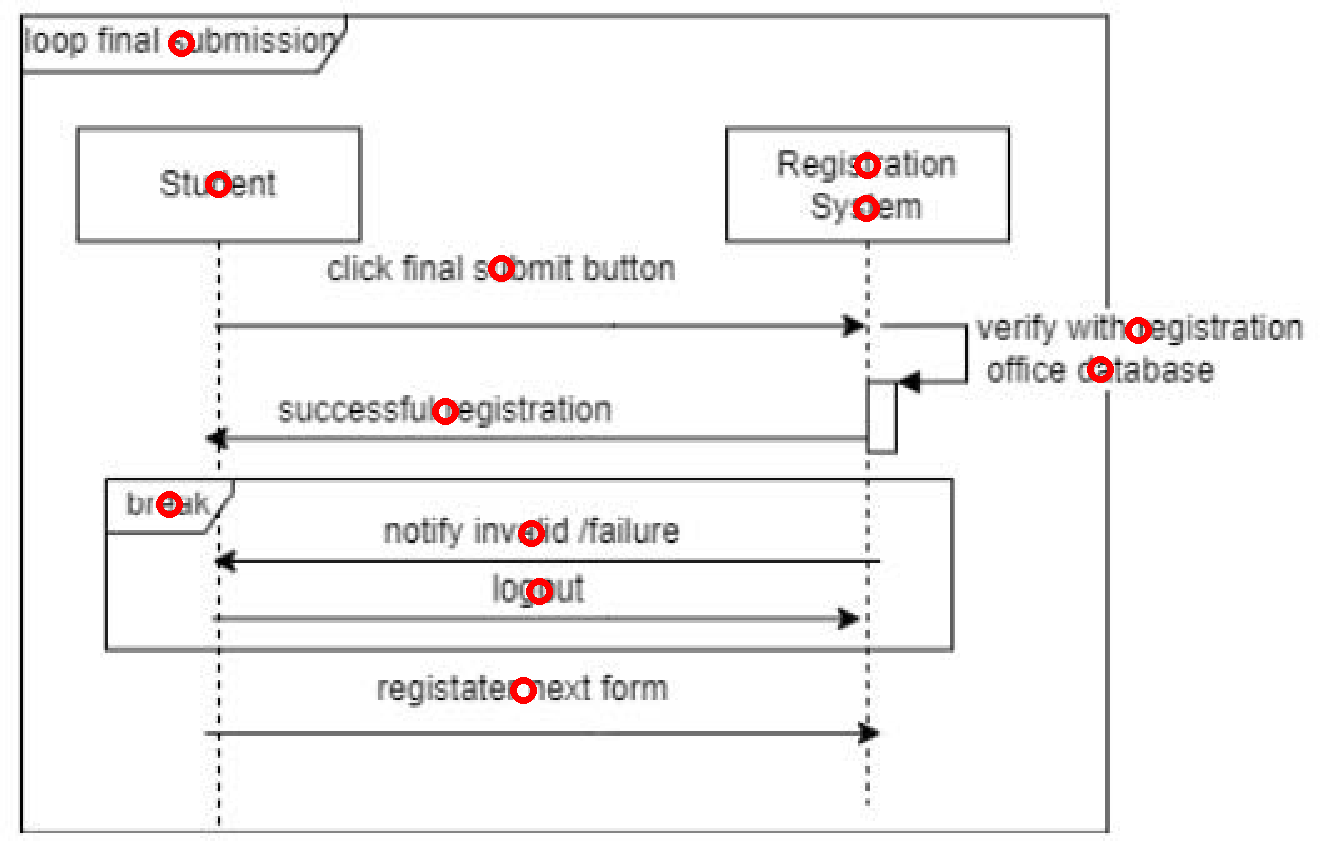 loop final submission
Student
Registration
System
click final submit button
verify with registration
office database
successful registration
break
notify invalid /failure
logout
registater next form